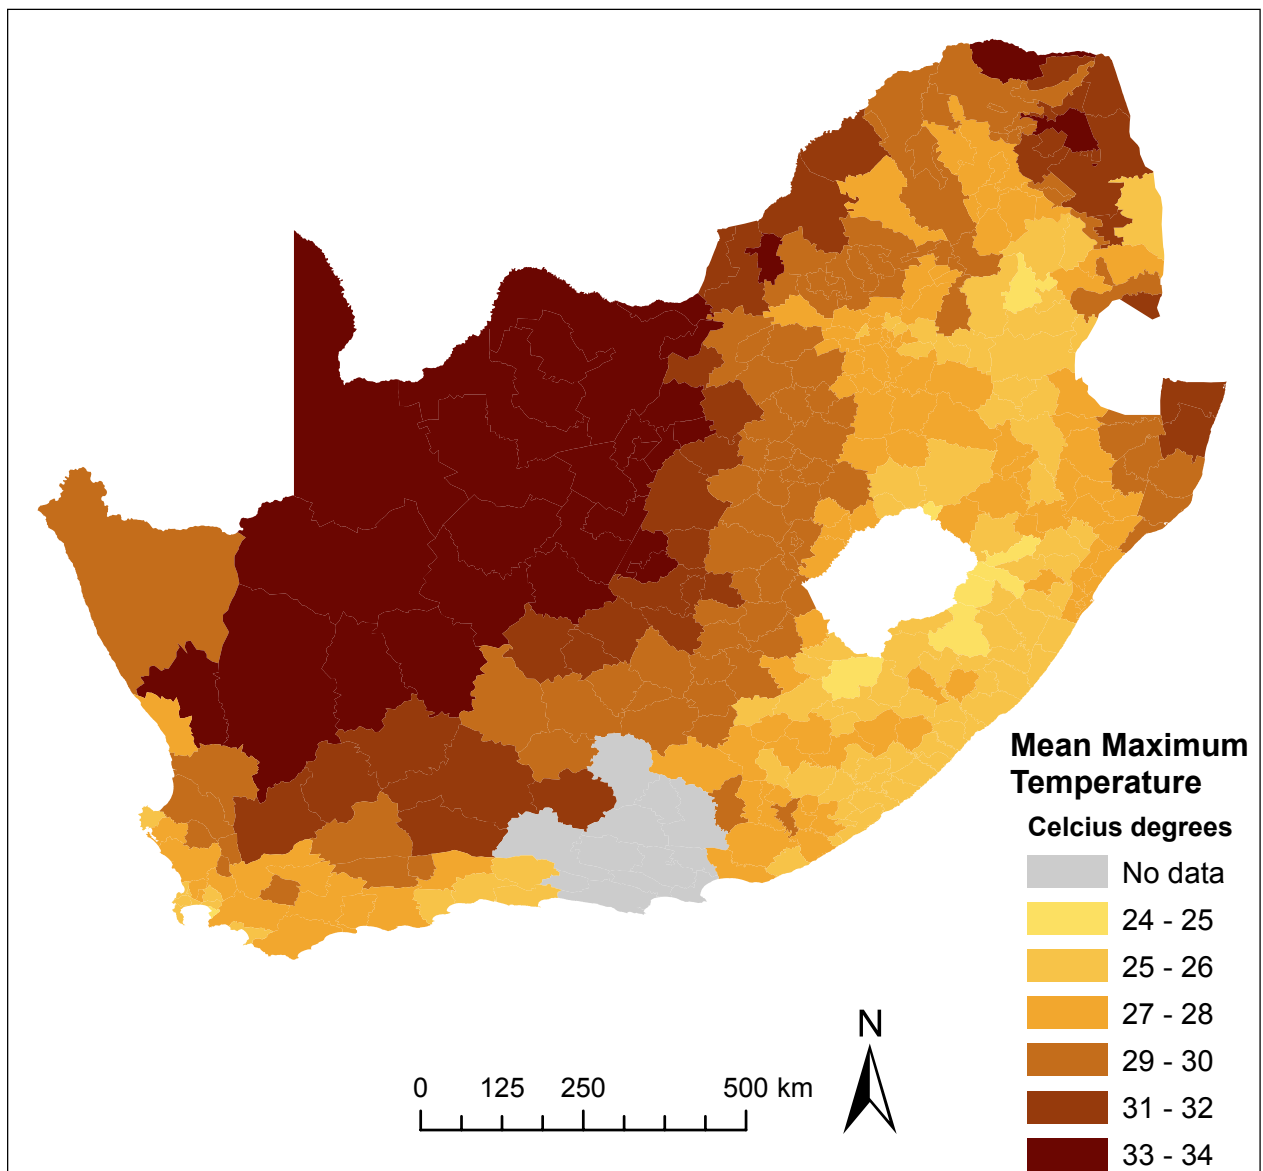 Mean Maximum
Temperature
Celcius degrees
No data
24 - 25
25 - 26
27 - 28
29 - 30
31 - 32
33 - 34
N
0 125 250 500 km